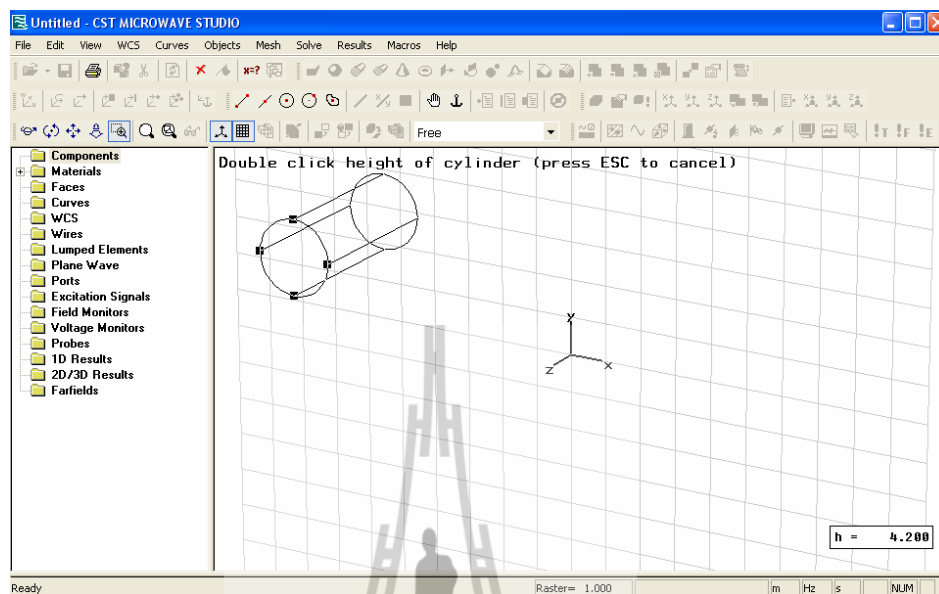 Untitled - CST MICROWAVE STUDIO
File Edit View WCS Curves Objects Mesh Solve Results Macros Help
x=?
Free
!T !F !E
Components
Materials
Faces
Curves
WCS
Wires
Lumped Elements
Plane Wave
Ports
Excitation Signals
Field Monitors
Voltage Monitors
Probes
1D Results
2D/3D Results
Farfields
Double click height of cylinder (press ESC to cancel)
y
z
x
h = 4.200
Ready Raster= 1.000 m Hz s NUM